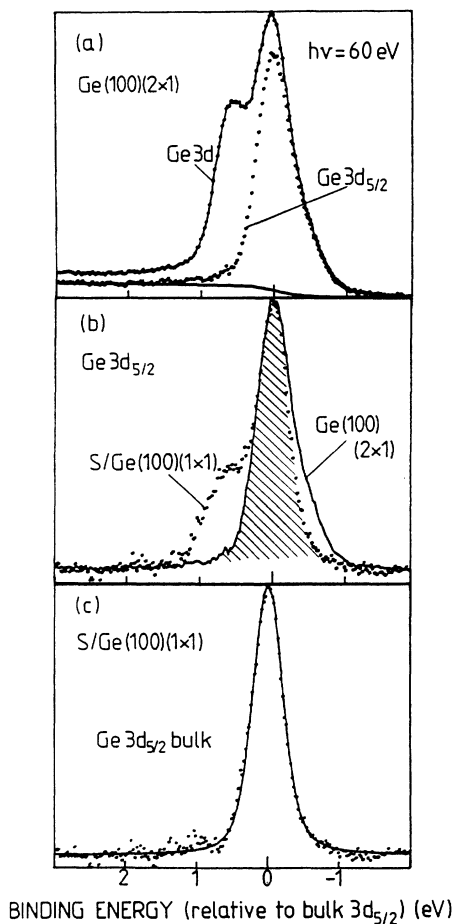 (a)
hν=60 eV
Ge(100)(2×1)
Ge3d
Ge3d₅/₂
(b)
Ge3d₅/₂
Ge(100)
(2×1)
S/Ge(100)(1×1)
(c)
S/Ge(100)(1×1)
Ge3d₅/₂ bulk
2 1 0 -1
BINDING ENERGY (relative to bulk 3d₅/₂) (eV)